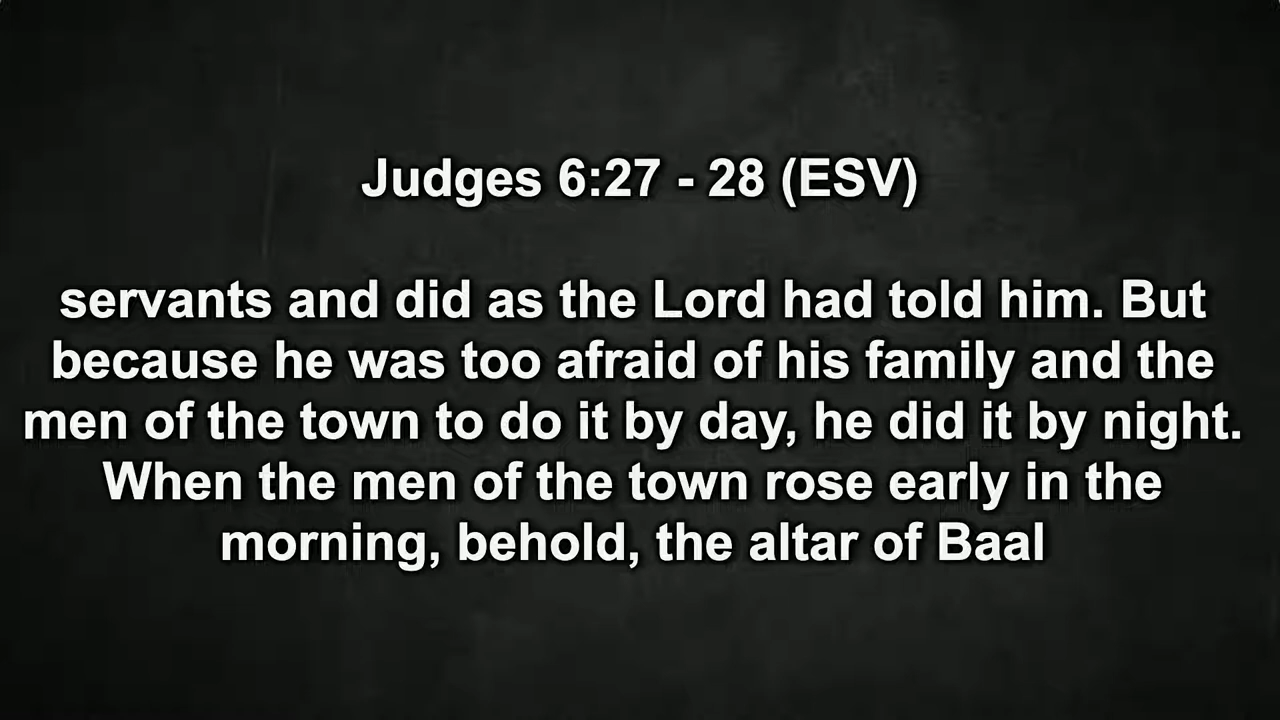 Judges 6:27 - 28 (ESV)
servants and did as the Lord had told him. But
because he was too afraid of his family and the
men of the town to do it by day, he did it by night.
When the men of the town rose early in the
morning, behold, the altar of Baal